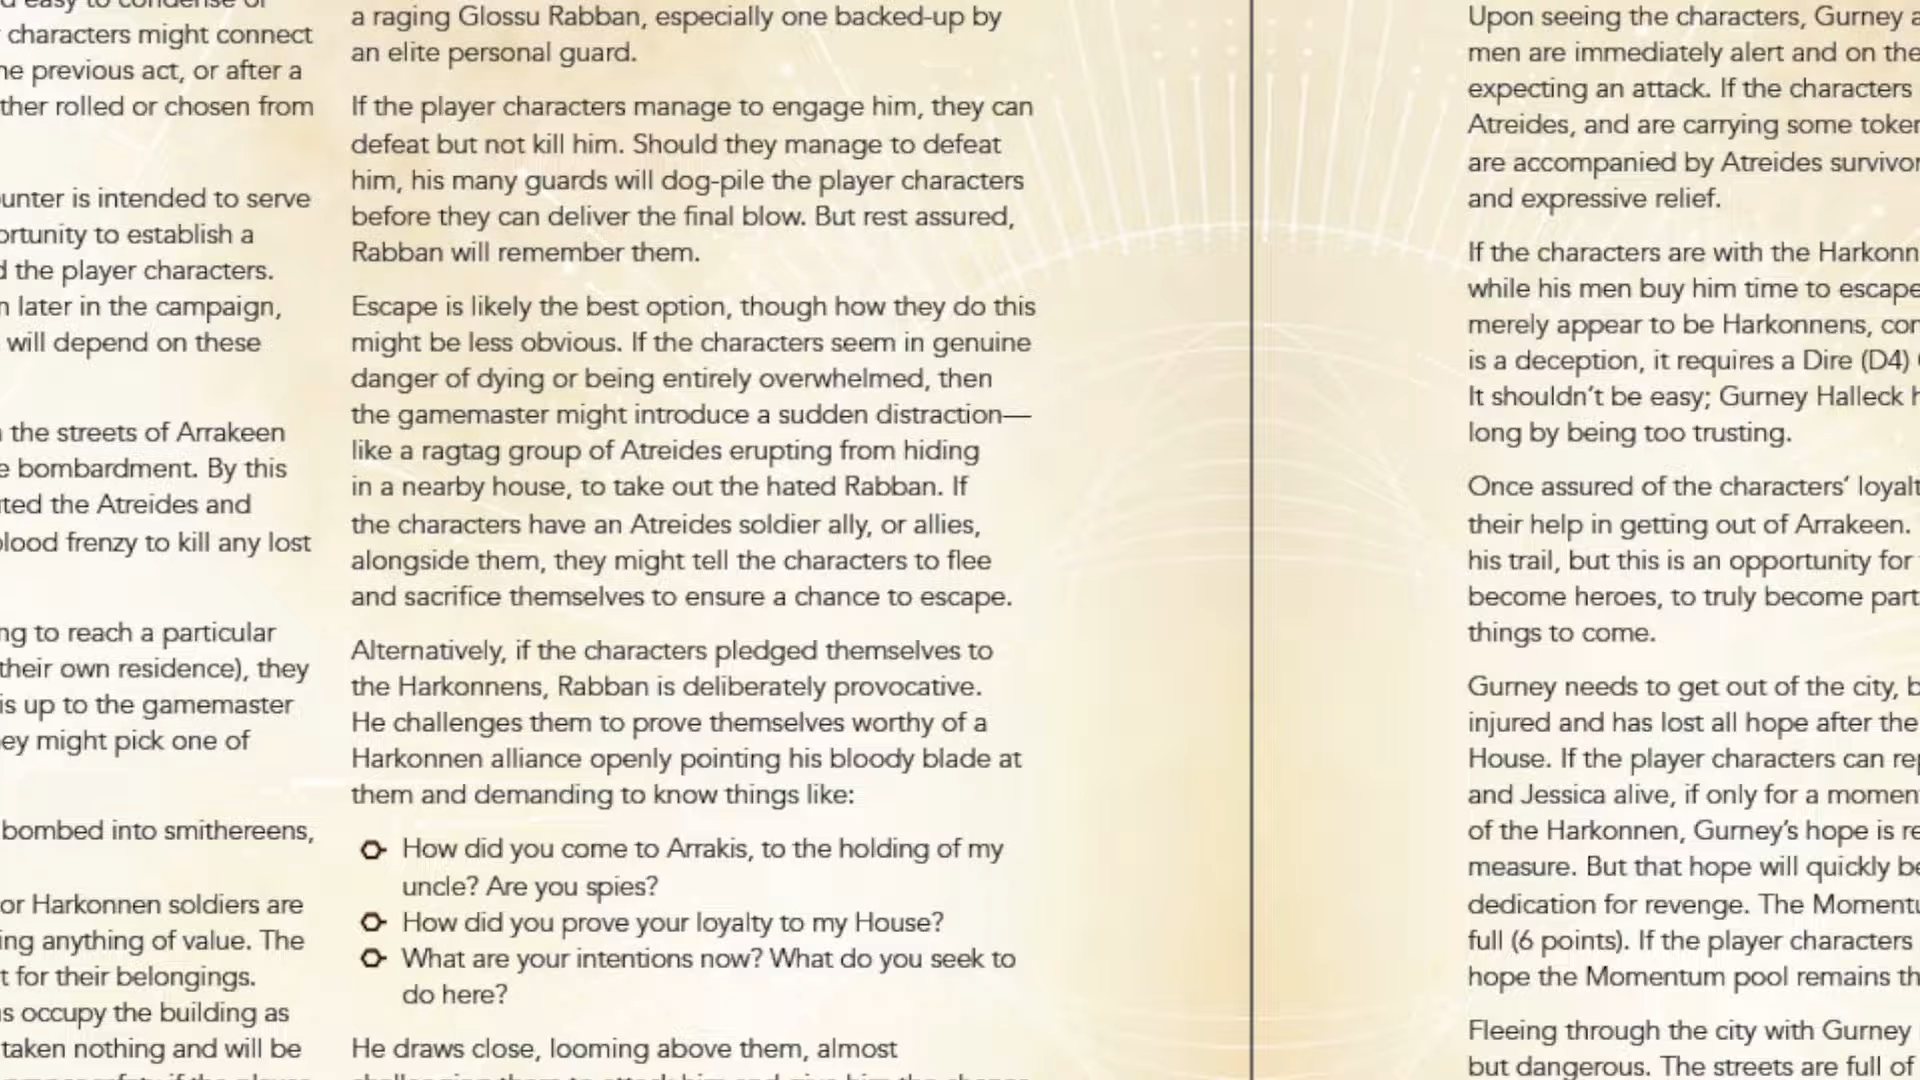 characters might connect
previous act, or after a
rolled or chosen from
is intended to serve
to establish a
the player characters.
later in the campaign,
will depend on these
the streets of Arrakeen
bombardment. By this
the Atreides and
frenzy to kill any lost
to reach a particular
their own residence), they
is up to the gamemaster
might pick one of
bombed into smithereens,
or Harkonnen soldiers are
anything of value. The
for their belongings.
occupy the building as
taken nothing and will be
a raging Glossu Rabban, especially one backed-up by
an elite personal guard.
If the player characters manage to engage him, they can
defeat but not kill him. Should they manage to defeat
him, his many guards will dog-pile the player characters
before they can deliver the final blow. But rest assured,
Rabban will remember them.
Escape is likely the best option, though how they do this
might be less obvious. If the characters seem in genuine
danger of dying or being entirely overwhelmed, then
the gamemaster might introduce a sudden distraction—
like a ragtag group of Atreides erupting from hiding
in a nearby house, to take out the hated Rabban. If
the characters have an Atreides soldier ally, or allies,
alongside them, they might tell the characters to flee
and sacrifice themselves to ensure a chance to escape.
Alternatively, if the characters pledged themselves to
the Harkonnens, Rabban is deliberately provocative.
He challenges them to prove themselves worthy of a
Harkonnen alliance openly pointing his bloody blade at
them and demanding to know things like:
How did you come to Arrakis, to the holding of my
uncle? Are you spies?
How did you prove your loyalty to my House?
What are your intentions now? What do you seek to
do here?
He draws close, looming above them, almost
Upon seeing the characters, Gurney
men are immediately alert and on the
expecting an attack. If the characters
Atreides, and are carrying some
are accompanied by Atreides
and expressive relief.
If the characters are with the
while his men buy him time to escape
merely appear to be Harkonnens,
is a deception, it requires a Dire (D4)
It shouldn't be easy; Gurney Halleck
long by being too trusting.
Once assured of the characters'
their help in getting out of Arrakeen.
his trail, but this is an opportunity for
become heroes, to truly become part
things to come.
Gurney needs to get out of the city,
injured and has lost all hope after the
House. If the player characters can
and Jessica alive, if only for a
of the Harkonnen, Gurney's hope is
measure. But that hope will quickly
dedication for revenge. The
full (6 points). If the player characters
hope the Momentum pool remains
Fleeing through the city with Gurney
but dangerous. The streets are full of